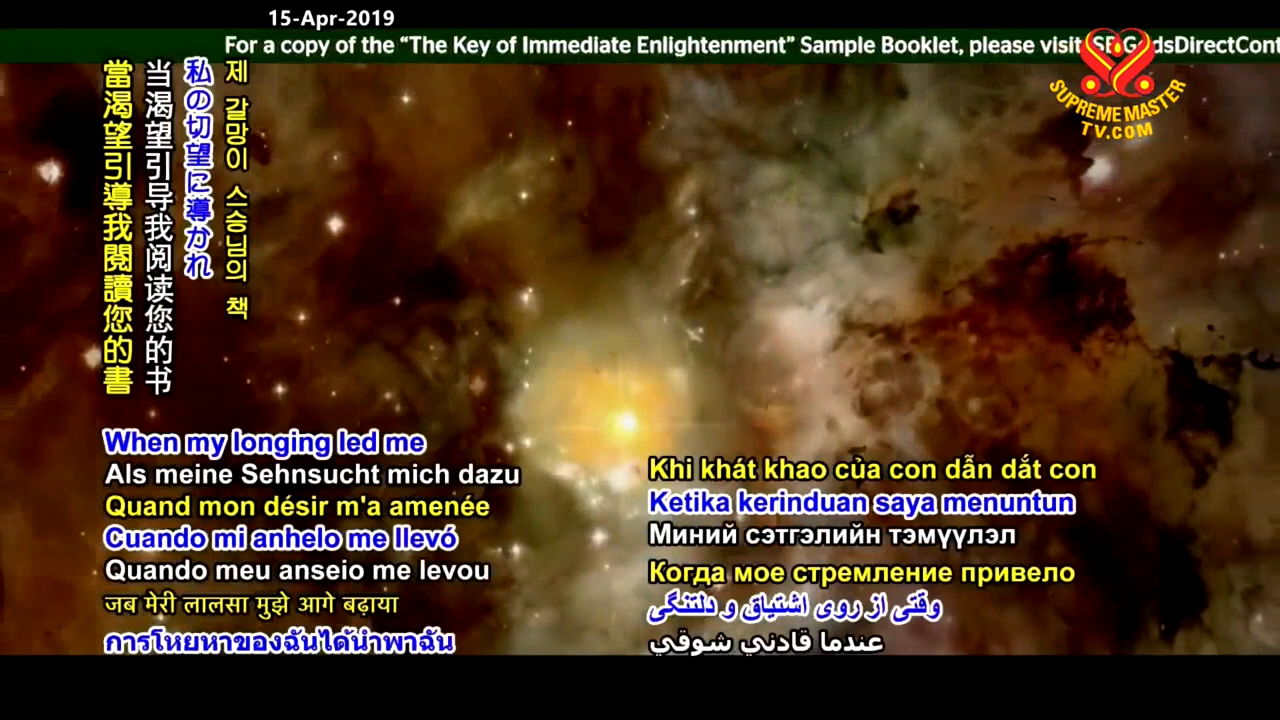 15-Apr-2019
For a copy of the “The Key of Immediate Enlightenment” Sample Booklet, please visit
SUPREME MASTER
TV.COM
當渴望引導我閱讀您的書
当渴望引导我阅读您的书
私の切望に導かれ
제 갈망이 스승님의 책
When my longing led me
Als meine Sehnsucht mich dazu
Quand mon désir m'a amenée
Cuando mi anhelo me llevó
Quando meu anseio me levou
जब मेरी लालसा मुझे आगे बढ़ाया
การโหยหาของฉันได้นำพาฉัน
Khi khát khao của con dẫn dắt con
Ketika kerinduan saya menuntun
Миний сэтгэлийн тэмүүлэл
Когда мое стремление привело
وقتی از روی اشتیاق و دلتنگی
عندما قادني شوقي